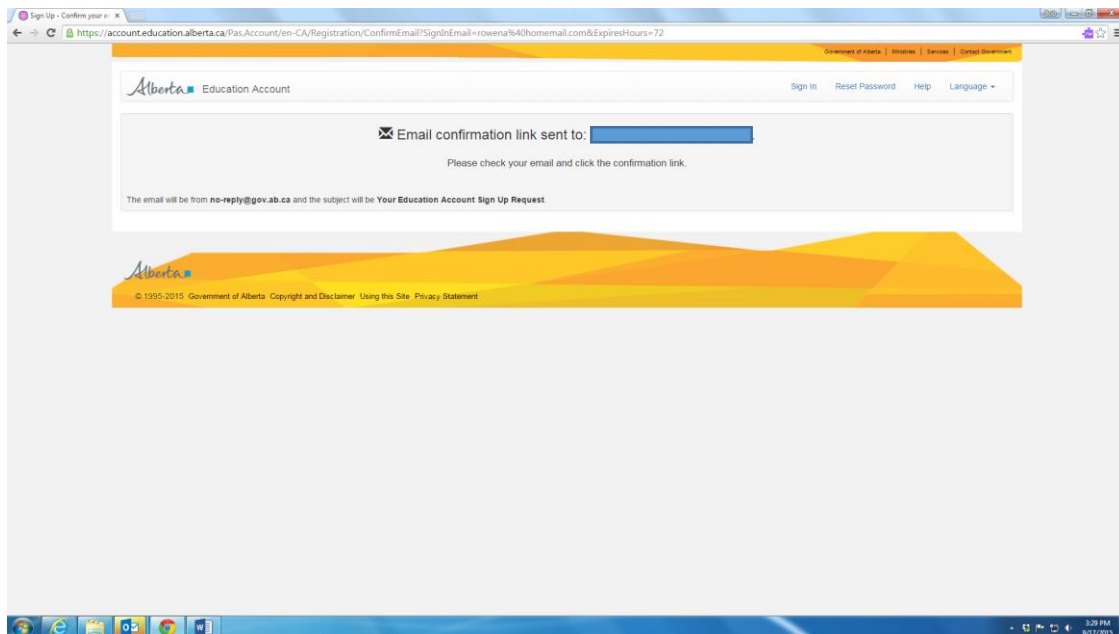 Sign Up - Confirm your e
https://account.education.alberta.ca/Pas.Account/en-CA/Registration/ConfirmEmail?SignInEmail=rowena%40homemail.com&ExpiresHours=72
Government of Alberta | Ministries | Services | Contact Government
Alberta Education Account Sign In Reset Password Help Language
Email confirmation link sent to: .
Please check your email and click the confirmation link.
The email will be from no-reply@gov.ab.ca and the subject will be Your Education Account Sign Up Request.
Alberta
© 1995-2015 Government of Alberta Copyright and Disclaimer Using this Site Privacy Statement
3:29 PM
9/17/2015